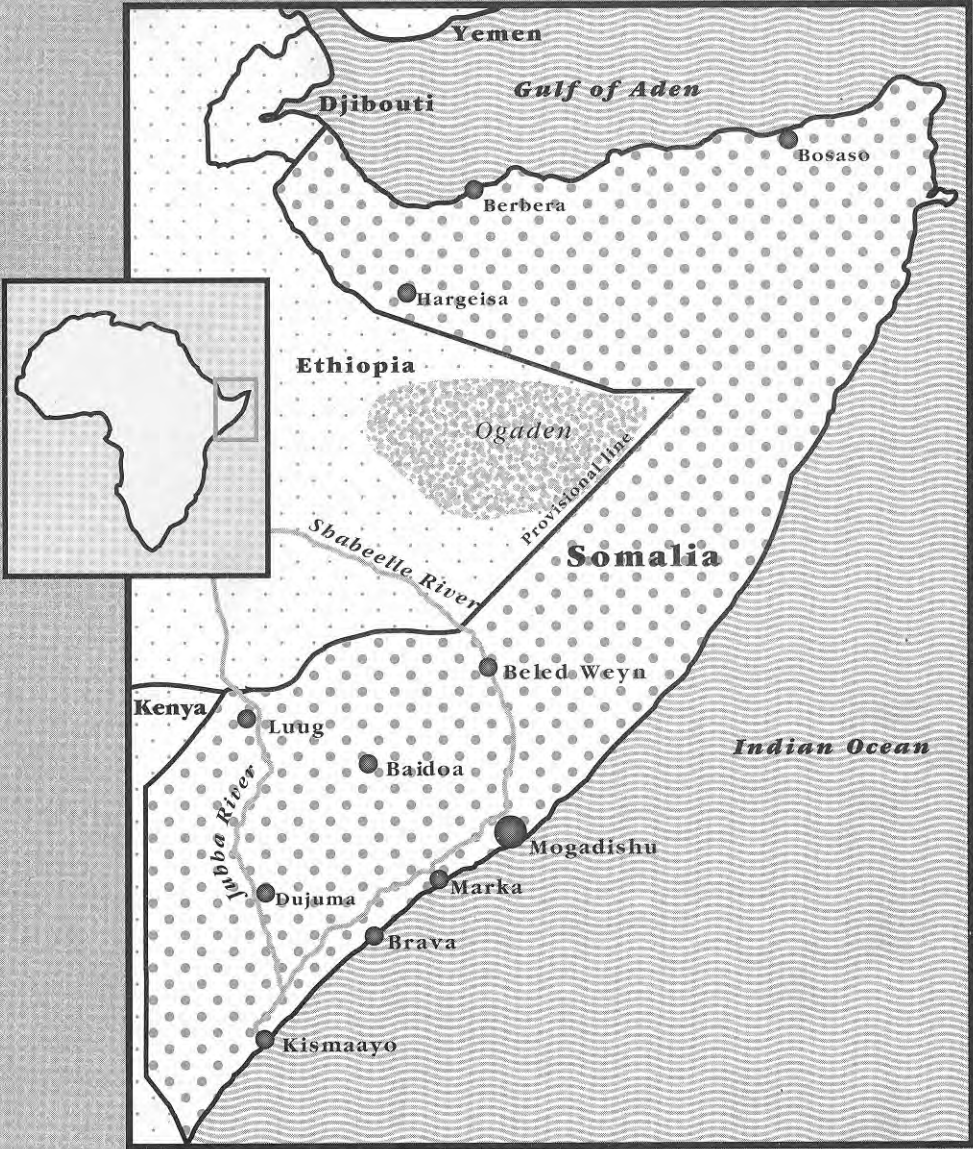 Yemen
Gulf of Aden
Djibouti
Bosaso
Berbera
Hargeisa
Ethiopia
Ogaden
Provisional line
Shabeelle River
Somalia
Beled Weyn
Kenya
Luug
Indian Ocean
Baidoa
Jubba River
Mogadishu
Marka
Dujuma
Brava
Kismaayo